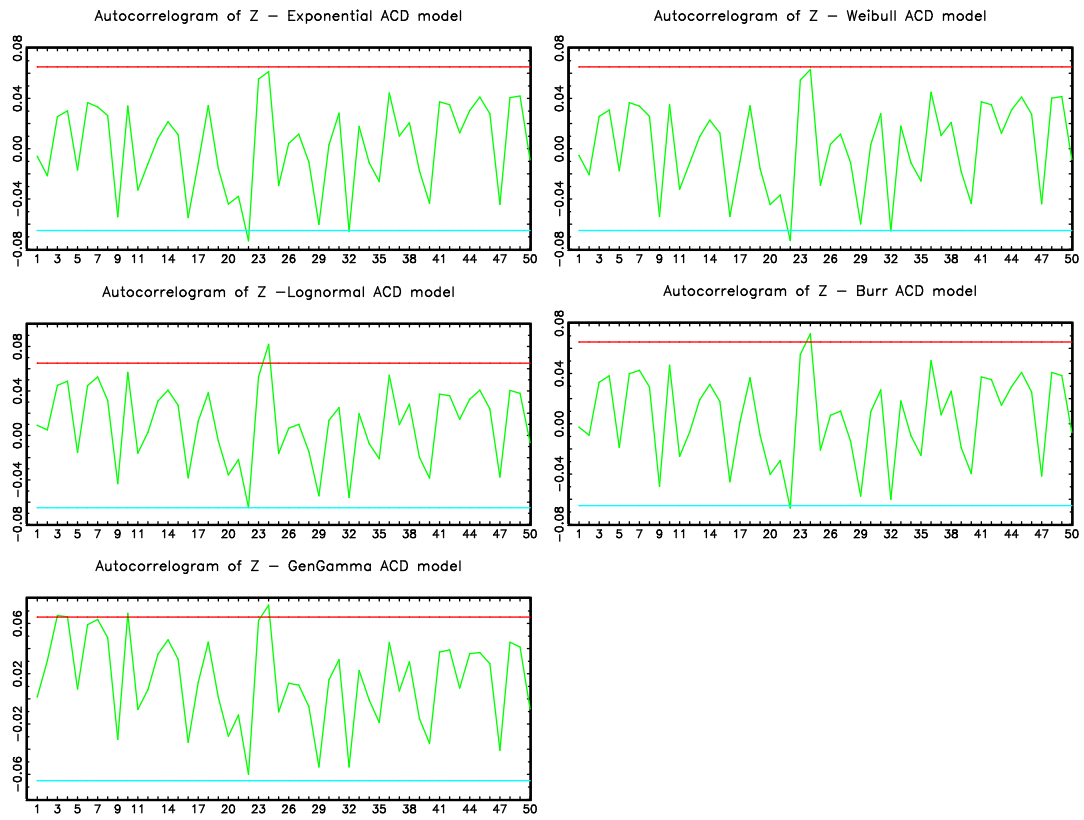 Autocorrelogram of Z – Exponential ACD model
0.08
0.04
0.00
−0.04
−0.08
1 3 5 7 9 11 14 17 20 23 26 29 32 35 38 41 44 47 50
Autocorrelogram of Z – Weibull ACD model
0.08
0.04
0.00
−0.04
−0.08
1 3 5 7 9 11 14 17 20 23 26 29 32 35 38 41 44 47 50
Autocorrelogram of Z –Lognormal ACD model
0.08
0.04
0.00
−0.04
−0.08
1 3 5 7 9 11 14 17 20 23 26 29 32 35 38 41 44 47 50
Autocorrelogram of Z – Burr ACD model
0.08
0.04
0.00
−0.04
−0.08
1 3 5 7 9 11 14 17 20 23 26 29 32 35 38 41 44 47 50
Autocorrelogram of Z – GenGamma ACD model
0.06
0.02
−0.02
−0.06
1 3 5 7 9 11 14 17 20 23 26 29 32 35 38 41 44 47 50